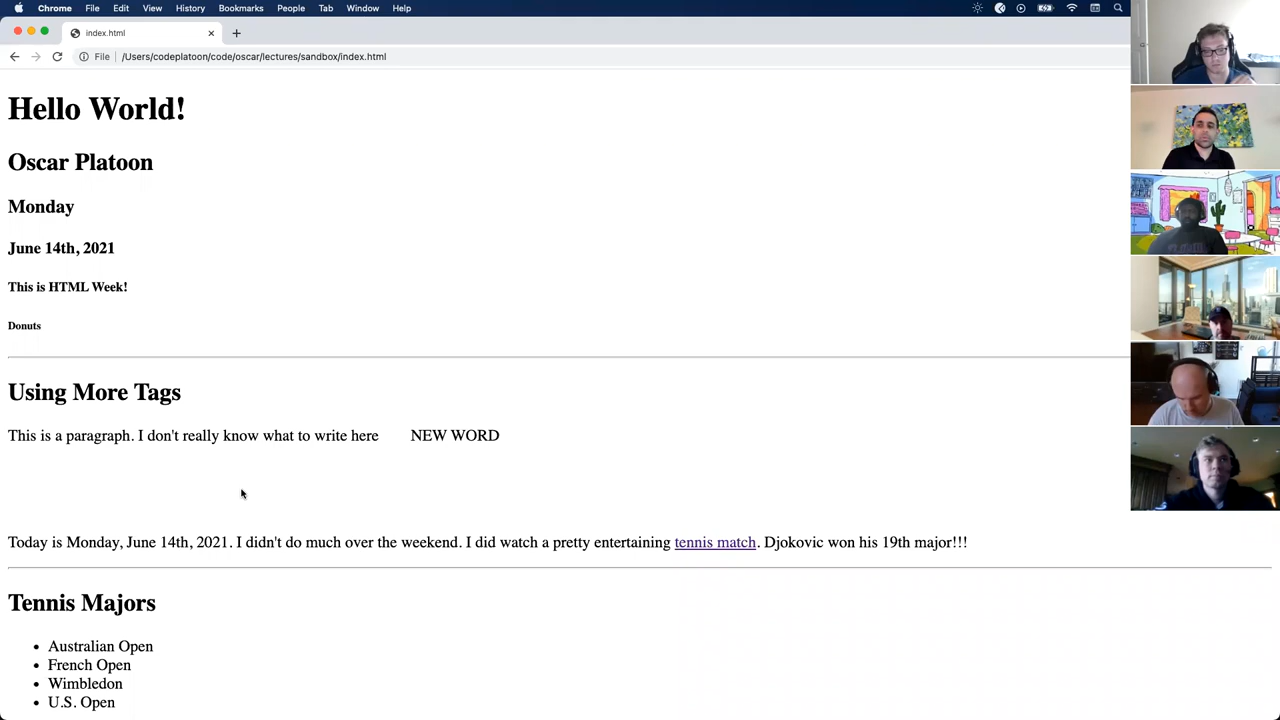 Chrome File Edit View History Bookmarks People Tab Window Help
index.html
File /Users/codeplatoon/code/oscar/lectures/sandbox/index.html
Hello World!
Oscar Platoon
Monday
June 14th, 2021
This is HTML Week!
Donuts
Using More Tags
This is a paragraph. I don't really know what to write here NEW WORD
Today is Monday, June 14th, 2021. I didn't do much over the weekend. I did watch a pretty entertaining tennis match. Djokovic won his 19th major!!!
Tennis Majors
• Australian Open
• French Open
• Wimbledon
• U.S. Open